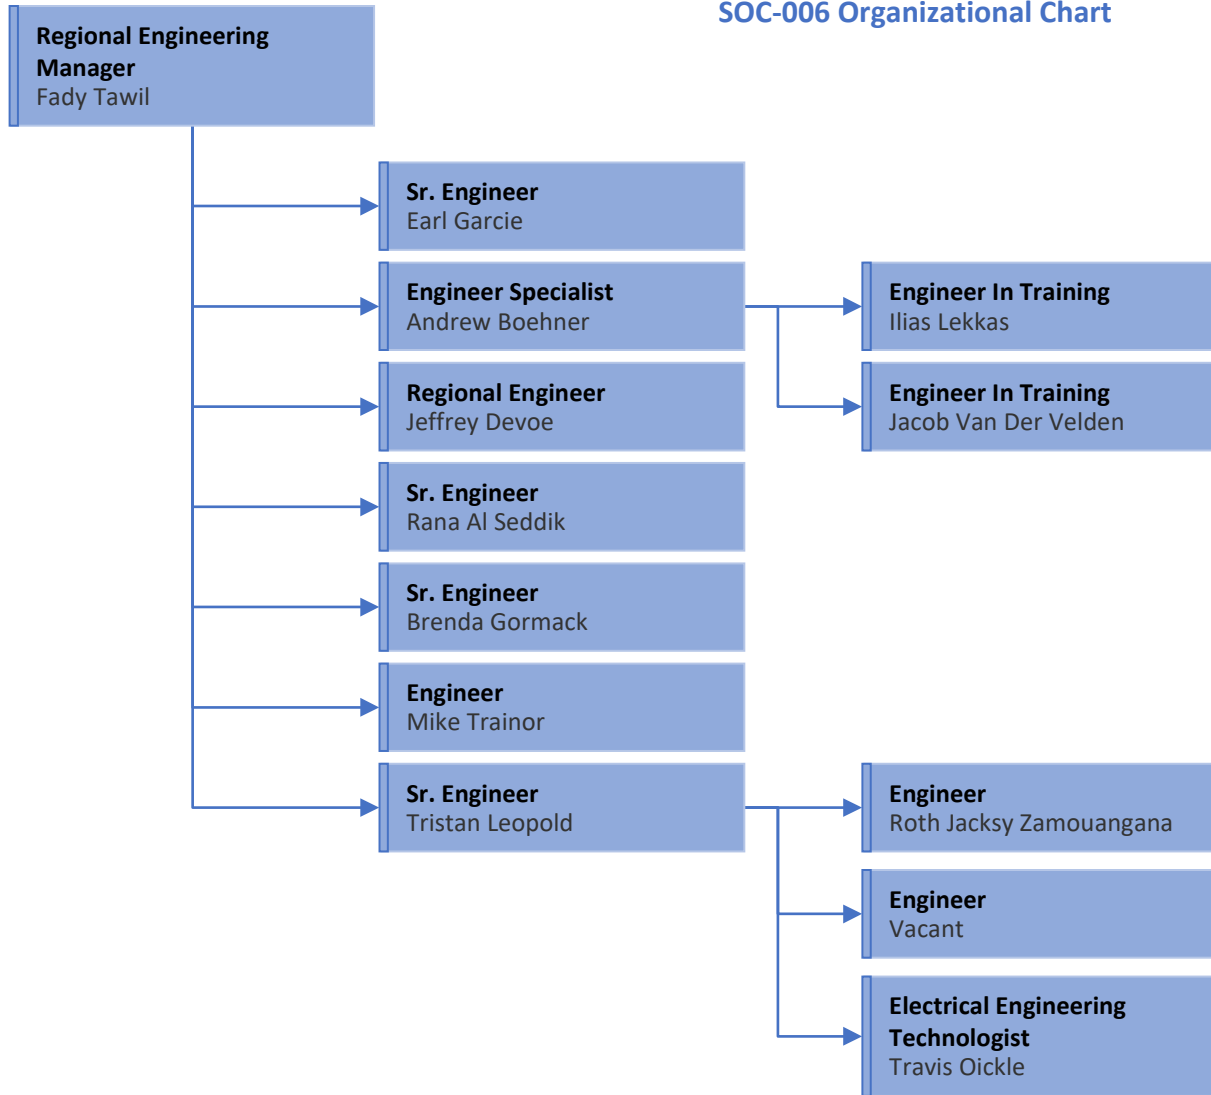 SOC-006 Organizational Chart
Regional Engineering
Manager
Fady Tawil
Sr. Engineer
Earl Garcie
Engineer Specialist
Andrew Boehner
Engineer In Training
Ilias Lekkas
Regional Engineer
Jeffrey Devoe
Engineer In Training
Jacob Van Der Velden
Sr. Engineer
Rana Al Seddik
Sr. Engineer
Brenda Gormack
Engineer
Mike Trainor
Sr. Engineer
Tristan Leopold
Engineer
Roth Jacksy Zamouangana
Engineer
Vacant
Electrical Engineering
Technologist
Travis Oickle